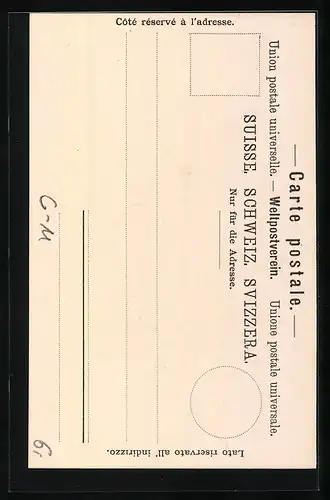 — Carte postale. —
Union postale universelle. — Weltpostverein. Unione postale universale.
SUISSE. SCHWEIZ. SVIZZERA.
Nur für die Adresse.
Côté réservé à l'adresse.
Lato riservato all' indirizzo.
G-M
6,